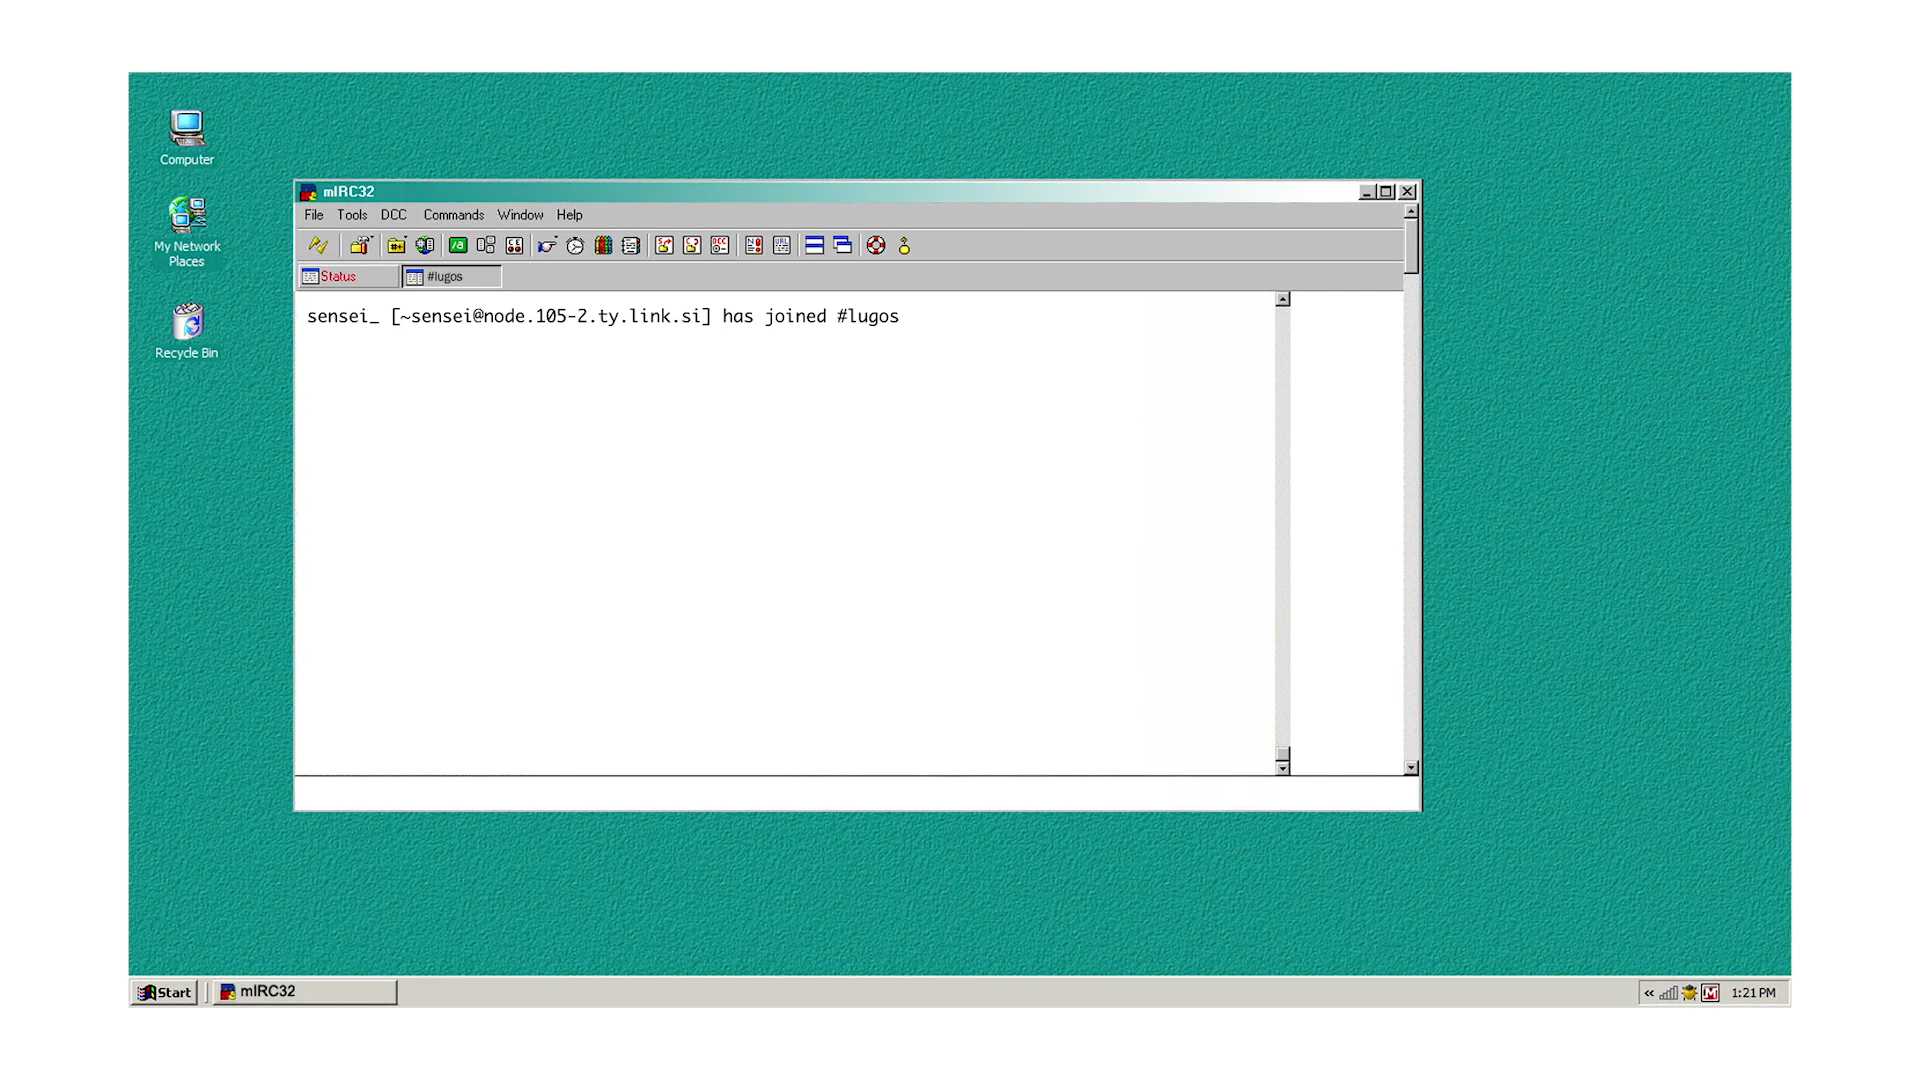 Computer
My Network
Places
Recycle Bin
mIRC32
File Tools DCC Commands Window Help
Status #lugos
sensei_ [~sensei@node.105-2.ty.link.si] has joined #lugos
Start mIRC32 « 1:21 PM